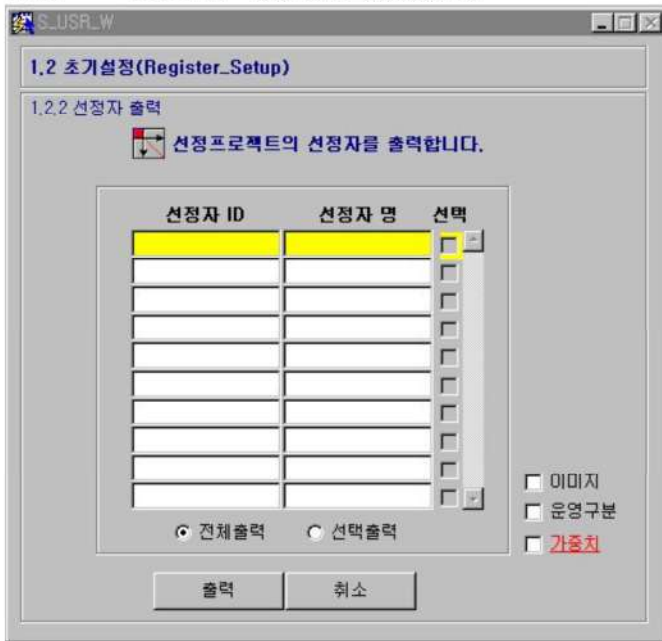 S_USR_W
1.2 초기설정(Register_Setup)
1.2.2 선정자 출력
선정프로젝트의 선정자를 출력합니다.
선정자 ID 선정자 명 선택
이미지
운영구분
가중치
전체출력 선택출력
출력 취소